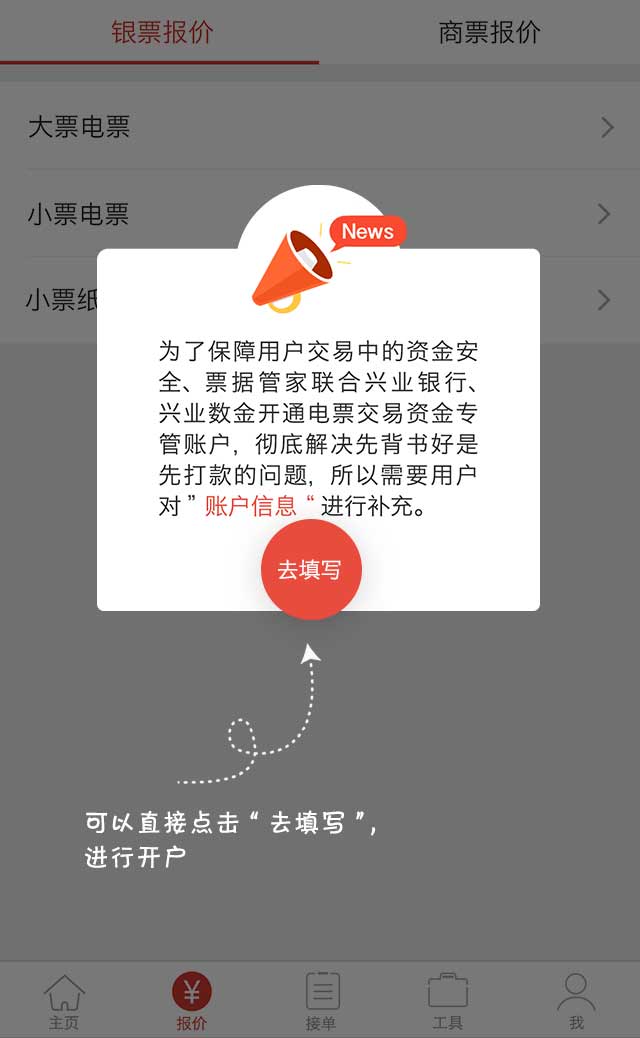 银票报价
商票报价
大票电票
小票电票
小票纸
News
为了保障用户交易中的资金安
全、票据管家联合兴业银行、
兴业数金开通电票交易资金专
管账户，彻底解决先背书好是
先打款的问题，所以需要用户
对”账户信息“进行补充。
去填写
可以直接点击“去填写”，
进行开户
¥
主页
报价
接单
工具
我